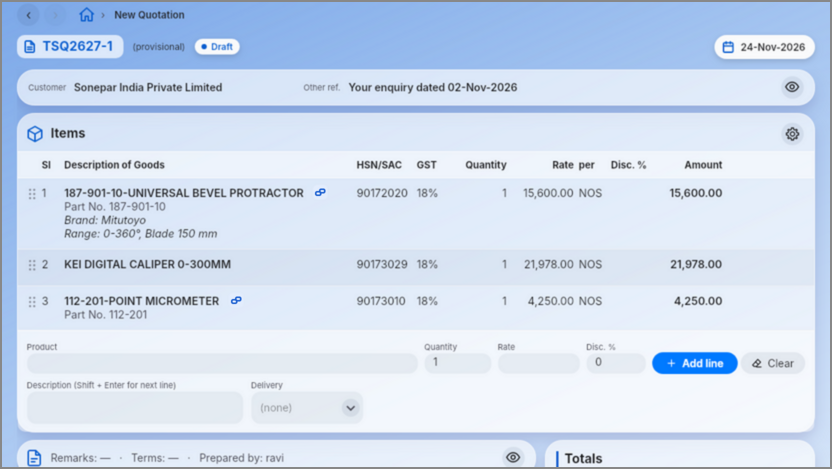 New Quotation
TSQ2627-1 (provisional) Draft 24-Nov-2026
Customer Sonepar India Private Limited Other ref. Your enquiry dated 02-Nov-2026
Items
Sl Description of Goods HSN/SAC GST Quantity Rate per Disc. % Amount
1 187-901-10-UNIVERSAL BEVEL PROTRACTOR 90172020 18% 1 15,600.00 NOS 15,600.00
Part No. 187-901-10
Brand: Mitutoyo
Range: 0-360°, Blade 150 mm
2 KEI DIGITAL CALIPER 0-300MM 90173029 18% 1 21,978.00 NOS 21,978.00
3 112-201-POINT MICROMETER 90173010 18% 1 4,250.00 NOS 4,250.00
Part No. 112-201
Product Quantity Rate Disc. %
1 0 + Add line Clear
Description (Shift + Enter for next line) Delivery
(none)
Remarks: — · Terms: — · Prepared by: ravi Totals